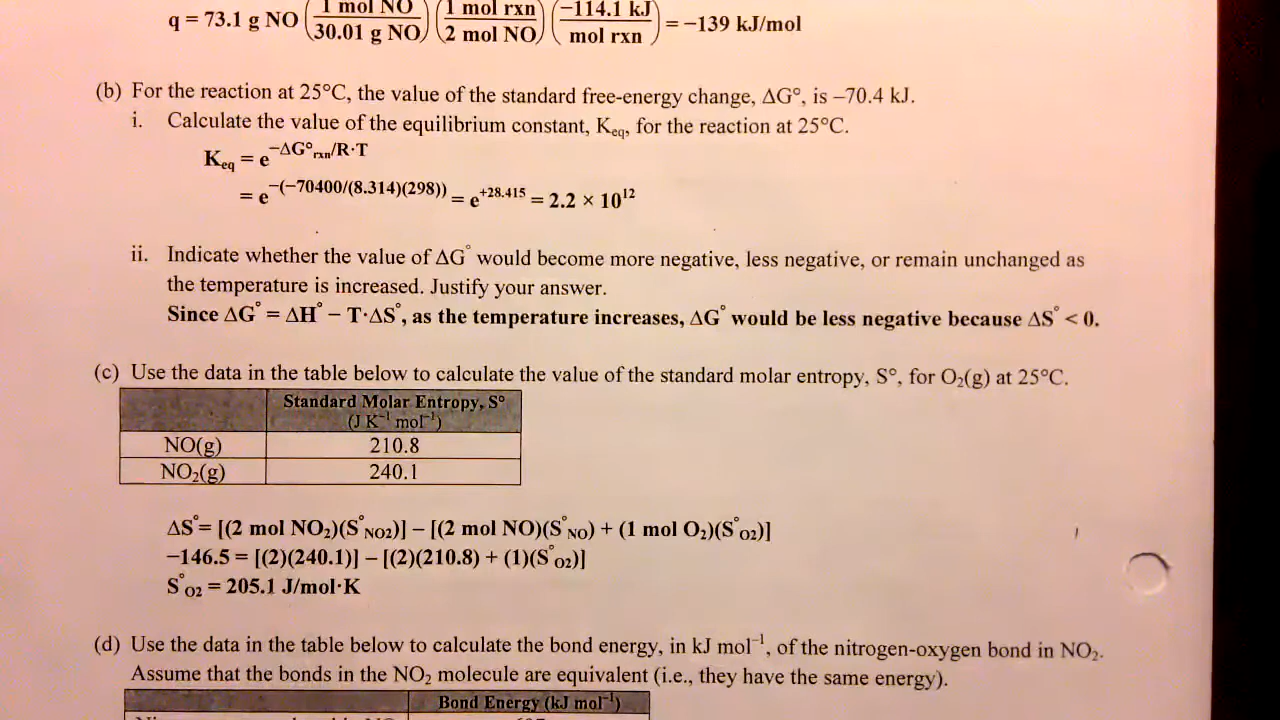 q = 73.1 g NO (1 mol NO / 30.01 g NO) (1 mol rxn / 2 mol NO) (−114.1 kJ / mol rxn) = −139 kJ/mol
(b) For the reaction at 25°C, the value of the standard free-energy change, ΔG°, is −70.4 kJ.
i. Calculate the value of the equilibrium constant, Keq, for the reaction at 25°C.
Keq = e^−ΔG°rxn/R·T
= e^−(−70400/(8.314)(298)) = e^+28.415 = 2.2 × 10^12
ii. Indicate whether the value of ΔG° would become more negative, less negative, or remain unchanged as
the temperature is increased. Justify your answer.
Since ΔG° = ΔH° − T·ΔS°, as the temperature increases, ΔG° would be less negative because ΔS° < 0.
(c) Use the data in the table below to calculate the value of the standard molar entropy, S°, for O₂(g) at 25°C.
Standard Molar Entropy, S°
(J K⁻¹ mol⁻¹)
NO(g) 210.8
NO₂(g) 240.1
ΔS° = [(2 mol NO₂)(S°NO2)] − [(2 mol NO)(S°NO) + (1 mol O₂)(S°O2)]
−146.5 = [(2)(240.1)] − [(2)(210.8) + (1)(S°O2)]
S°O2 = 205.1 J/mol·K
(d) Use the data in the table below to calculate the bond energy, in kJ mol⁻¹, of the nitrogen-oxygen bond in NO₂.
Assume that the bonds in the NO₂ molecule are equivalent (i.e., they have the same energy).
Bond Energy (kJ mol⁻¹)